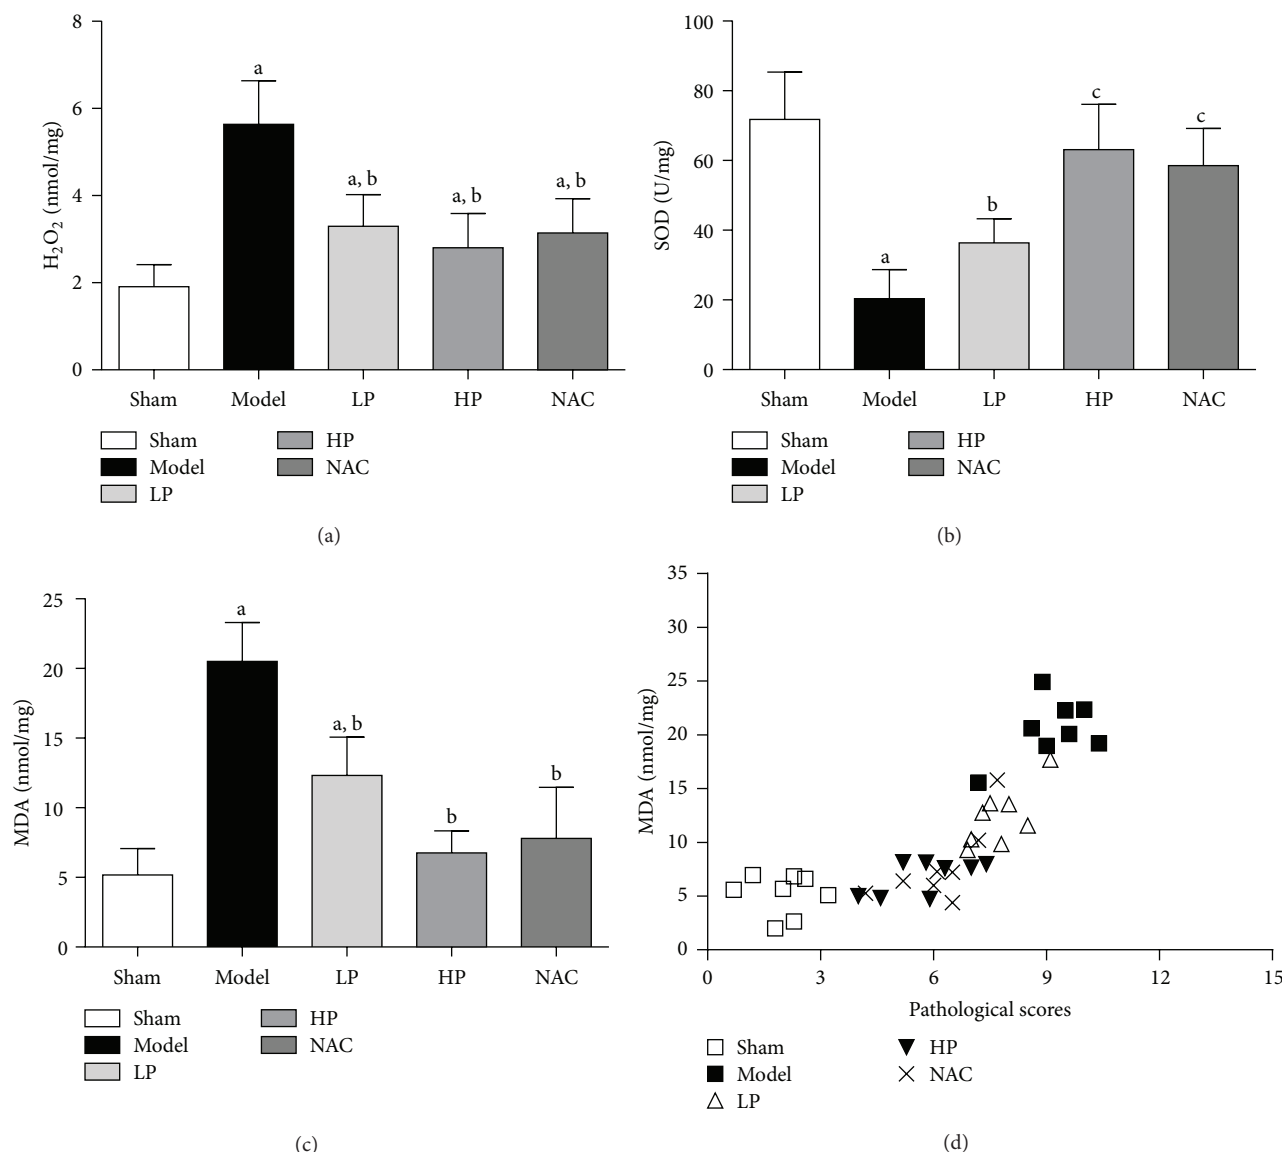 8
6
4
2
0
H2O2 (nmol/mg)
a
a, b
a, b
a, b
Sham Model LP HP NAC
Sham HP
Model NAC
LP
(a)
100
80
60
40
20
0
SOD (U/mg)
a
b
c
c
Sham Model LP HP NAC
Sham HP
Model NAC
LP
(b)
25
20
15
10
5
0
MDA (nmol/mg)
a
a, b
b
b
Sham Model LP HP NAC
Sham HP
Model NAC
LP
(c)
35
30
25
20
15
10
5
0
MDA (nmol/mg)
0 3 6 9 12 15
Pathological scores
Sham HP
Model NAC
LP
(d)